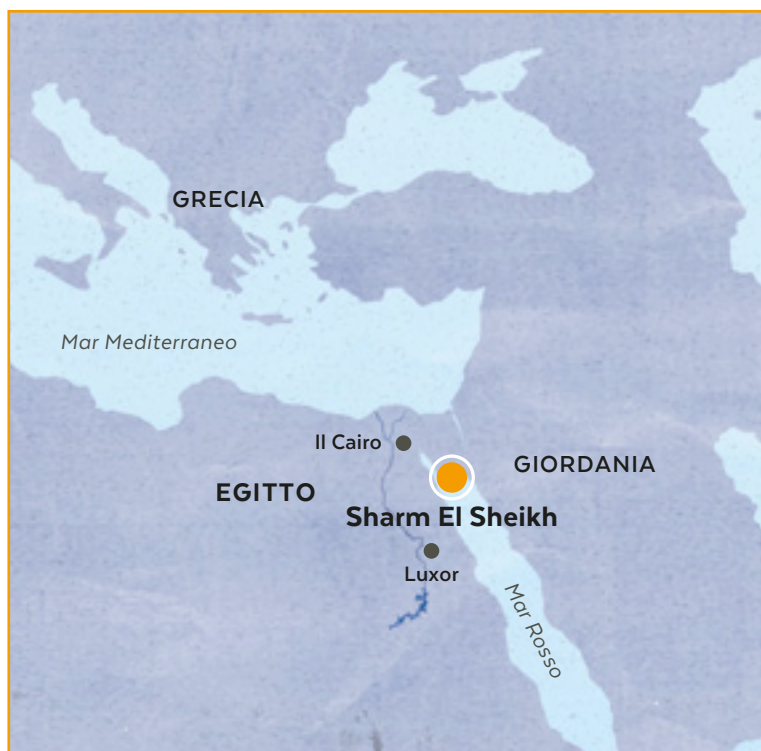 GRECIA
Mar Mediterraneo
Il Cairo
GIORDANIA
EGITTO
Sharm El Sheikh
Luxor
Mar Rosso